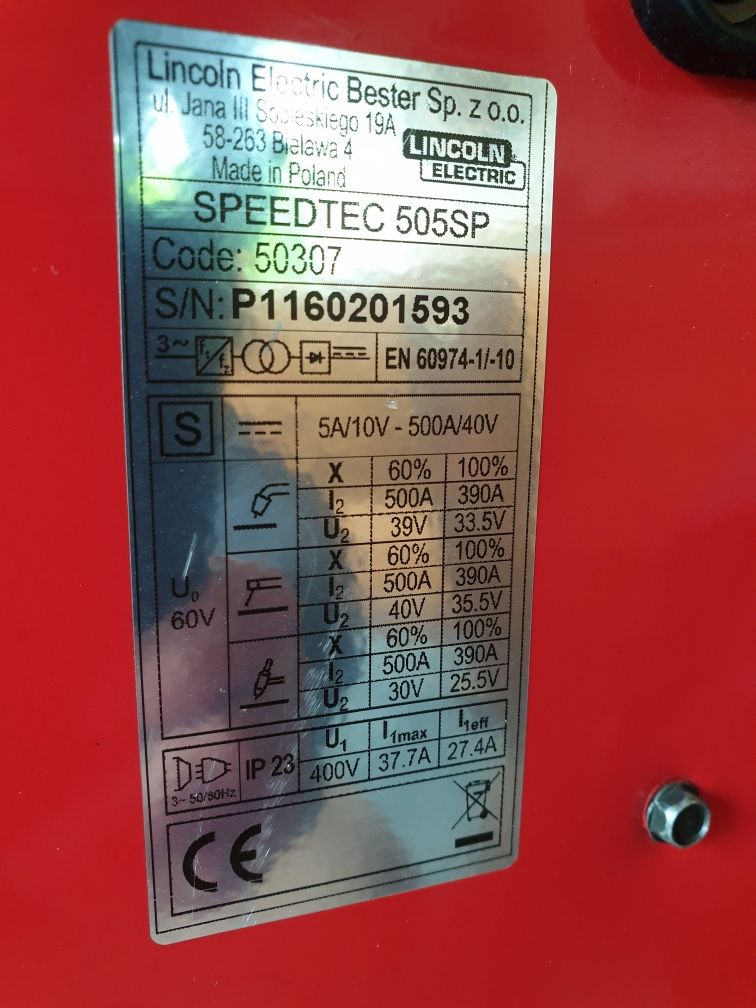 Lincoln Electric Bester Sp. z o.o.
ul. Jana III Sobieskiego 19A
58-263 Bielawa 4
Made in Poland
LINCOLN
ELECTRIC
SPEEDTEC 505SP
Code: 50307
S/N: P1160201593
3~ f1 f2 EN 60974-1/-10
S 5A/10V - 500A/40V
X 60% 100%
I2 500A 390A
U2 39V 33.5V
X 60% 100%
U0 60V
I2 500A 390A
U2 40V 35.5V
X 60% 100%
I2 500A 390A
U2 30V 25.5V
U1 I1max I1eff
3~ 50/60Hz IP 23 400V 37.7A 27.4A
CE